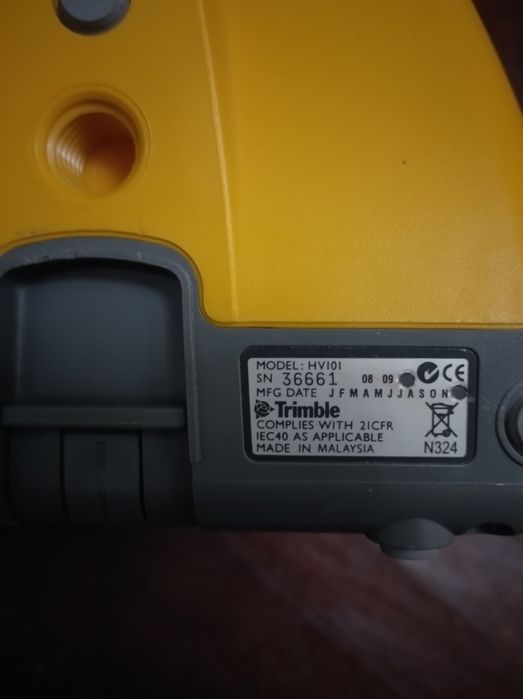 MODEL: HV101
SN 36661 08 09 CE
MFG DATE J F M A M J J A S O N
Trimble
COMPLIES WITH 21CFR
IEC40 AS APPLICABLE
MADE IN MALAYSIA
N324